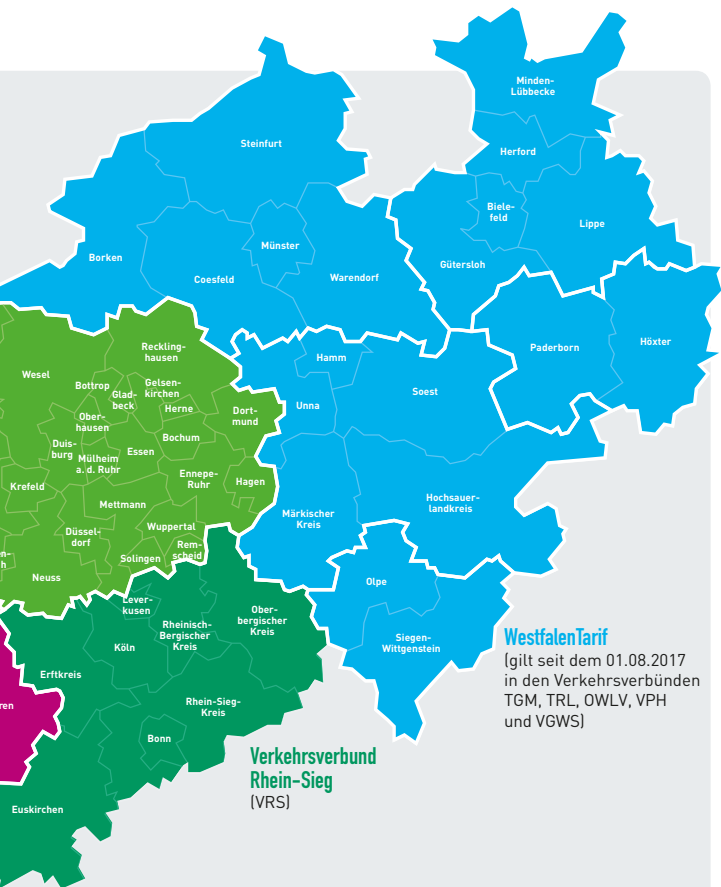 Minden-
Lübbecke
Steinfurt
Herford
Biele-
feld
Lippe
Münster
Borken
Gütersloh
Coesfeld
Warendorf
Höxter
Paderborn
Reckling-
hausen
Hamm
Wesel
Bottrop
Gelsen-
kirchen
Glad-
beck
Soest
Unna
Herne
Dort-
mund
Ober-
hausen
Bochum
Duis-
burg
Essen
Mülheim
a. d. Ruhr
Ennepe-
Ruhr
Hagen
Krefeld
Mettmann
Hochsauer-
landkreis
Märkischer
Kreis
Wuppertal
Düssel-
dorf
Rem-
scheid
Solingen
n-
h
Neuss
Olpe
Lever-
kusen
Ober-
bergischer
Kreis
Rheinisch-
Bergischer
Kreis
Köln
Siegen-
Wittgenstein
Erftkreis
ren
Rhein-Sieg-
Kreis
Bonn
Euskirchen
WestfalenTarif
(gilt seit dem 01.08.2017
in den Verkehrsverbünden
TGM, TRL, OWLV, VPH
und VGWS)
Verkehrsverbund
Rhein-Sieg
(VRS)